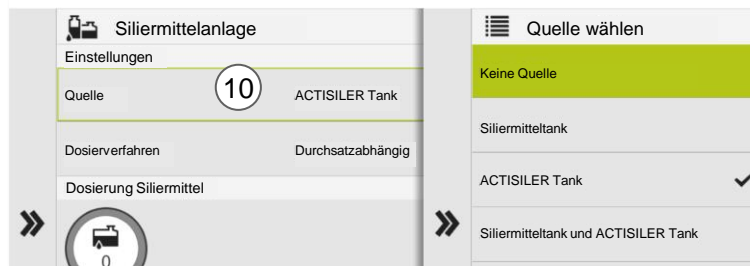 Siliermittelanlage
Einstellungen
Quelle
10
ACTISILER Tank
Dosierverfahren
Durchsatzabhängig
Dosierung Siliermittel
0
Quelle wählen
Keine Quelle
Siliermitteltank
ACTISILER Tank
Siliermitteltank und ACTISILER Tank